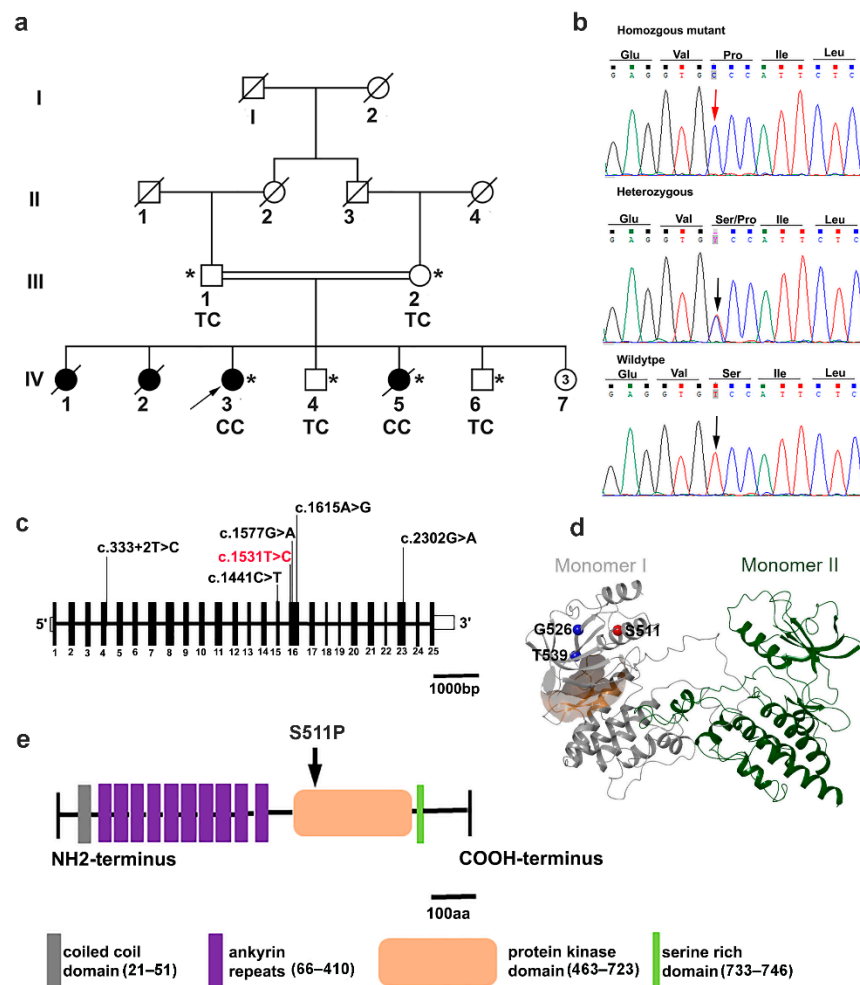 a
I
I
2
II
1
2
3
4
III
*
*
1
2
TC
TC
IV
*
*
*
*
3
1
2
3
4
5
6
7
CC
TC
CC
TC
b
Homozgous mutant
Glu Val Pro Ile Leu
G A G G T G C C C A T T C T C
Heterozygous
Glu Val Ser/Pro Ile Leu
G A G G T G Y C C A T T C T C
Wildytpe
Glu Val Ser Ile Leu
G A G G T G T C C A T T C T C
c
c.1615A>G
c.1577G>A
c.333+2T>C
c.1531T>C
c.2302G>A
c.1441C>T
5'
3'
1 2 3 4 5 6 7 8 9 10 11 12 13 14 15 16 17 18 19 20 21 22 23 24 25
1000bp
d
Monomer I
Monomer II
G526
S511
T539
e
S511P
NH2-terminus
COOH-terminus
100aa
coiled coil
domain (21–51)
ankyrin
repeats (66–410)
protein kinase
domain (463–723)
serine rich
domain (733–746)